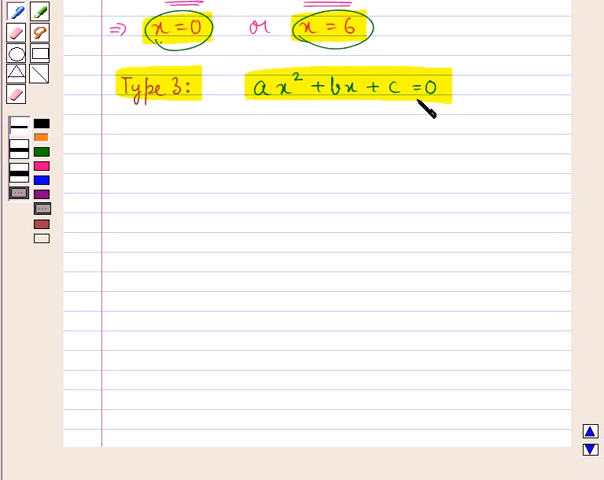 ⇒ x = 0 or x = 6
Type 3: ax² + bx + c = 0